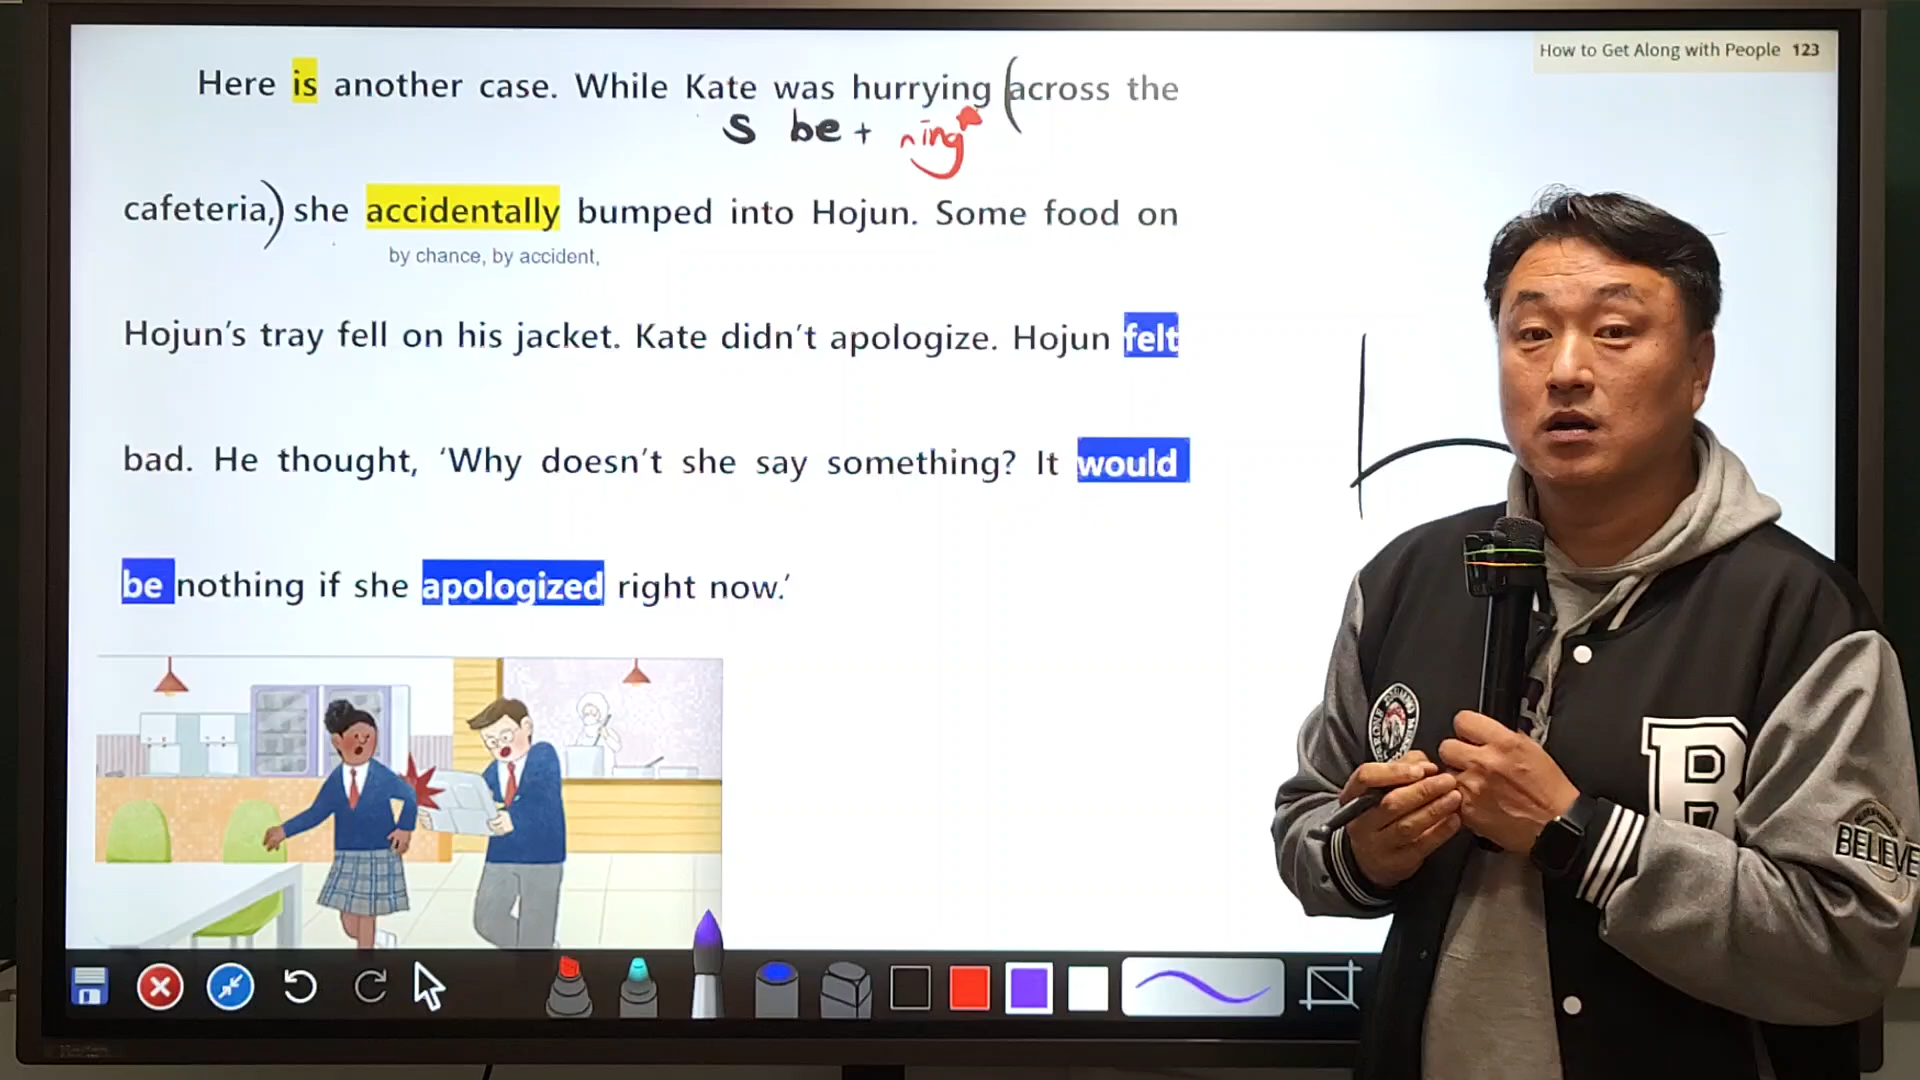 How to Get Along with People 123
Here is another case. While Kate was hurrying (across the
S be + ning
cafeteria,) she accidentally bumped into Hojun. Some food on
by chance, by accident,
Hojun's tray fell on his jacket. Kate didn't apologize. Hojun felt
bad. He thought, 'Why doesn't she say something? It would
be nothing if she apologized right now.'
B
BELIEVE